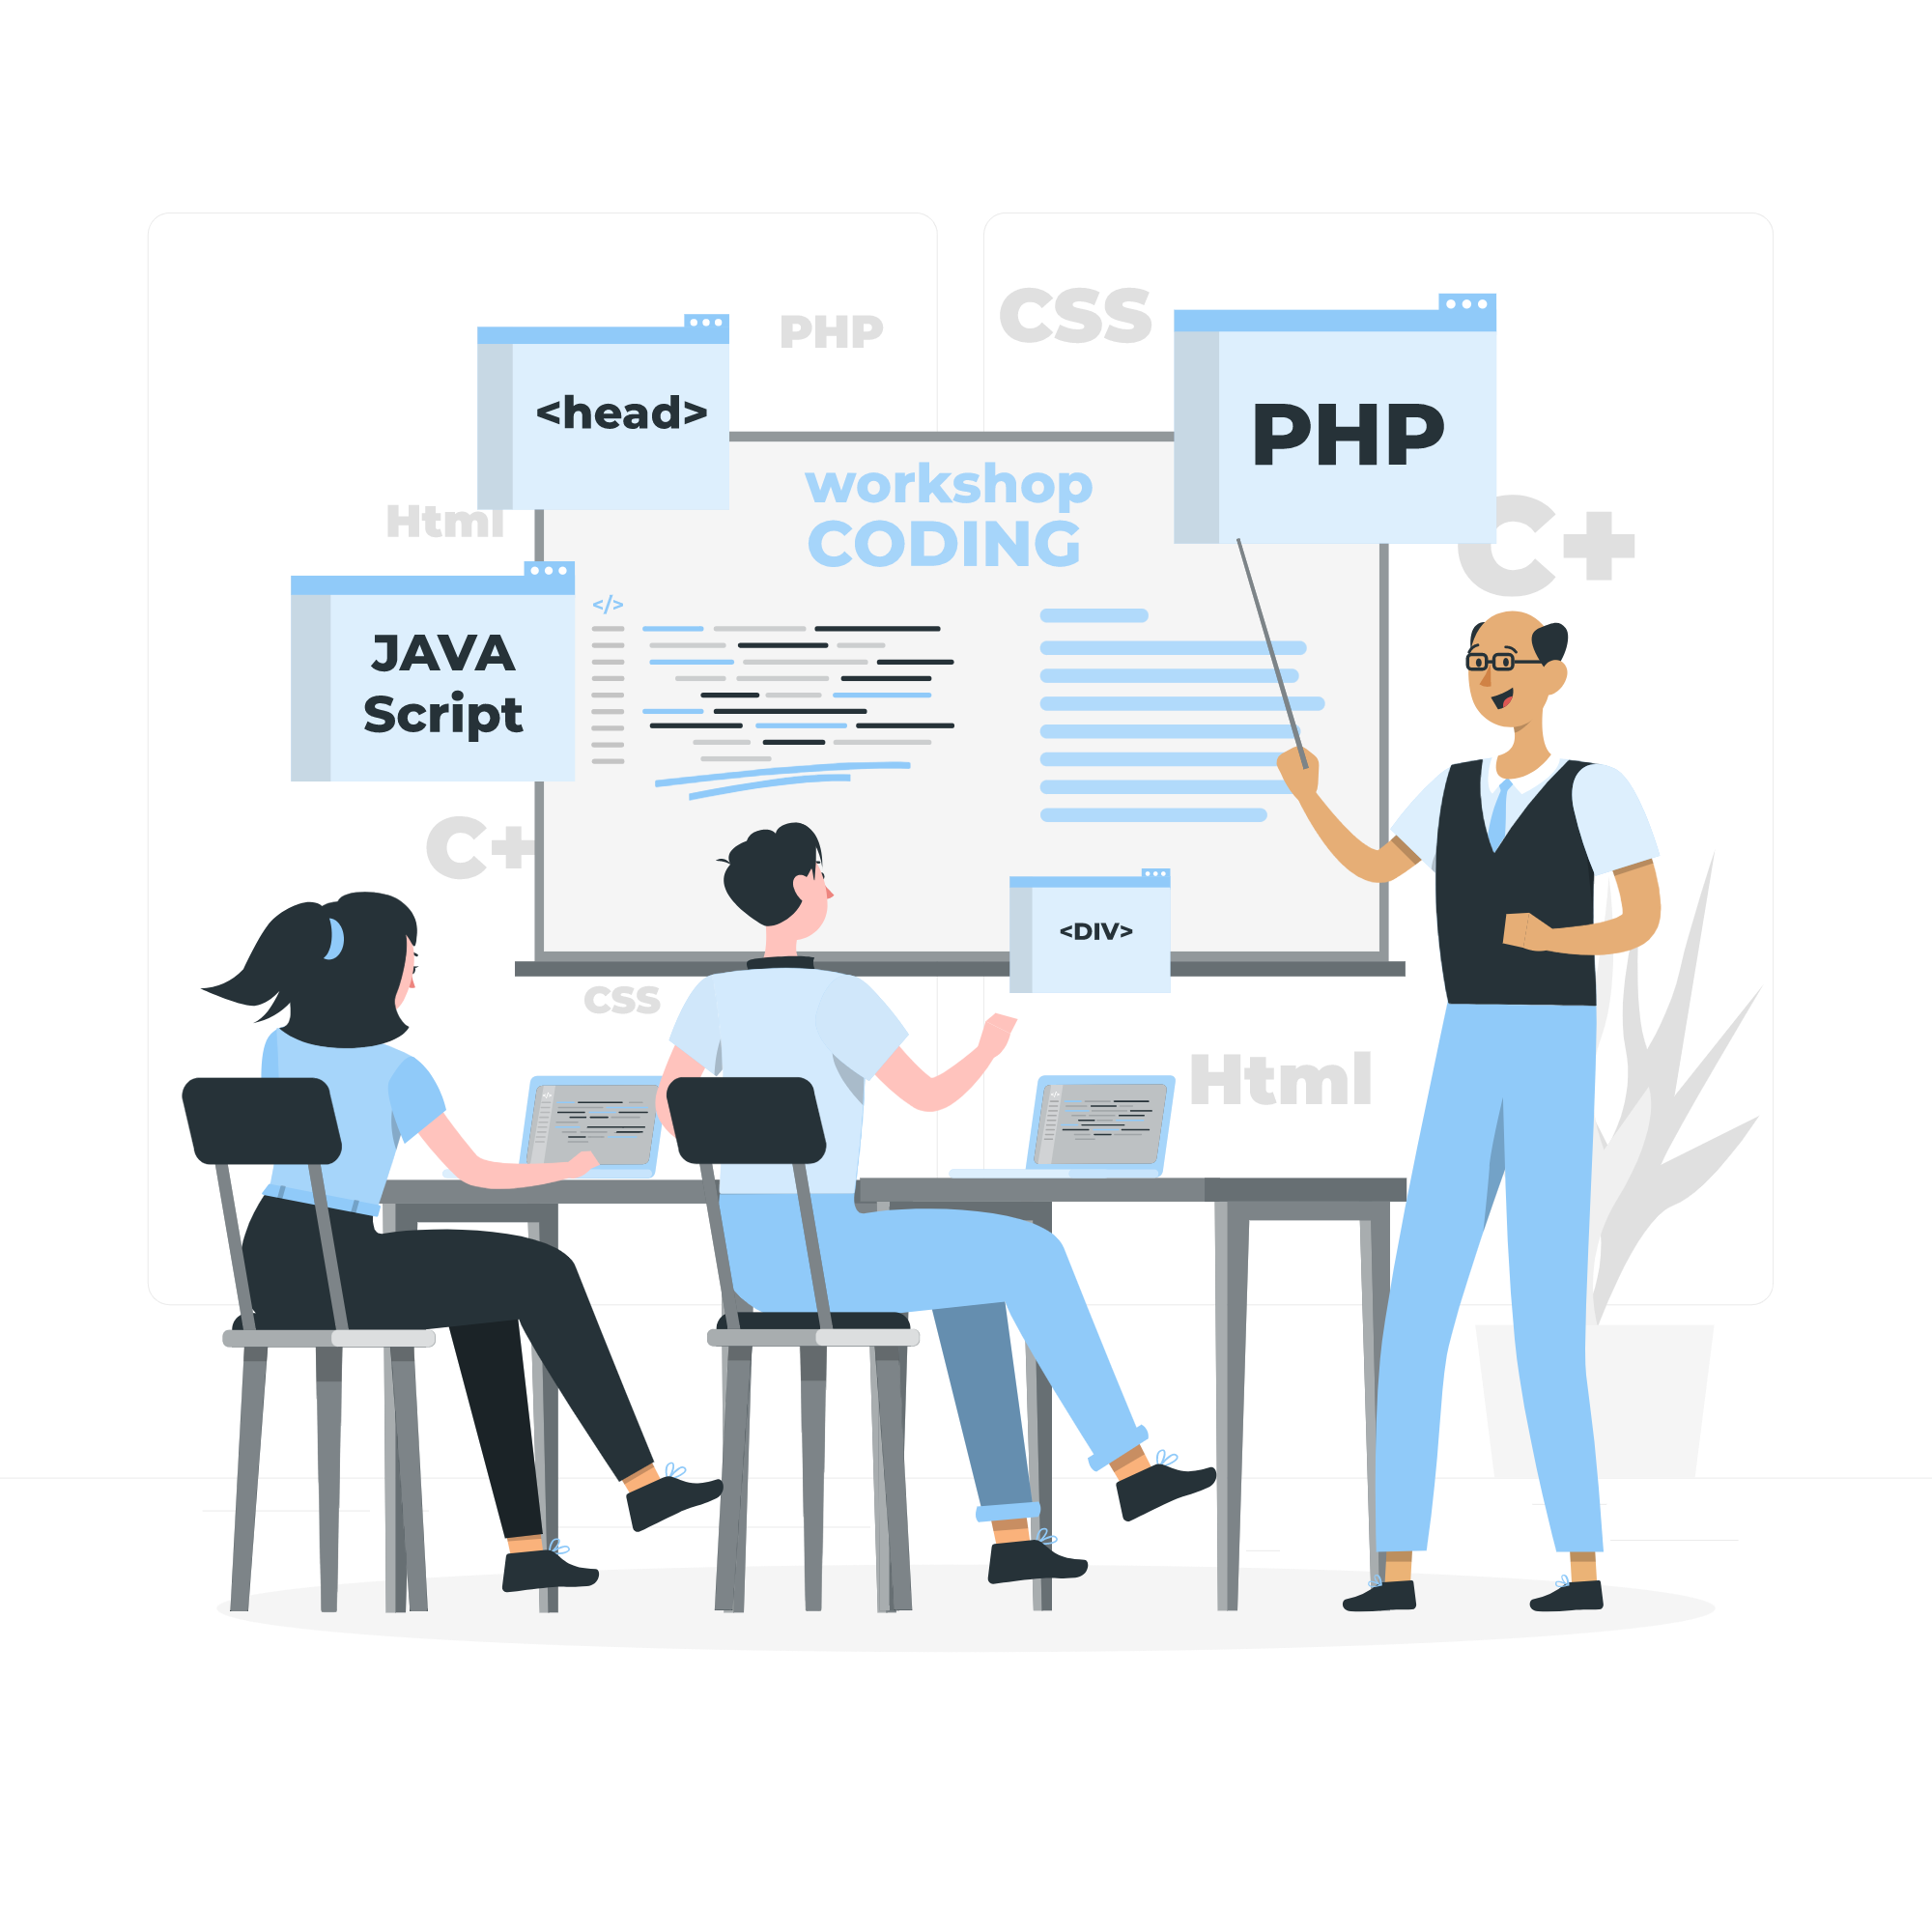 CSS
PHP
<head>
PHP
workshop
CODING
Html
C+
</>
JAVA
Script
C+
<DIV>
css
Html